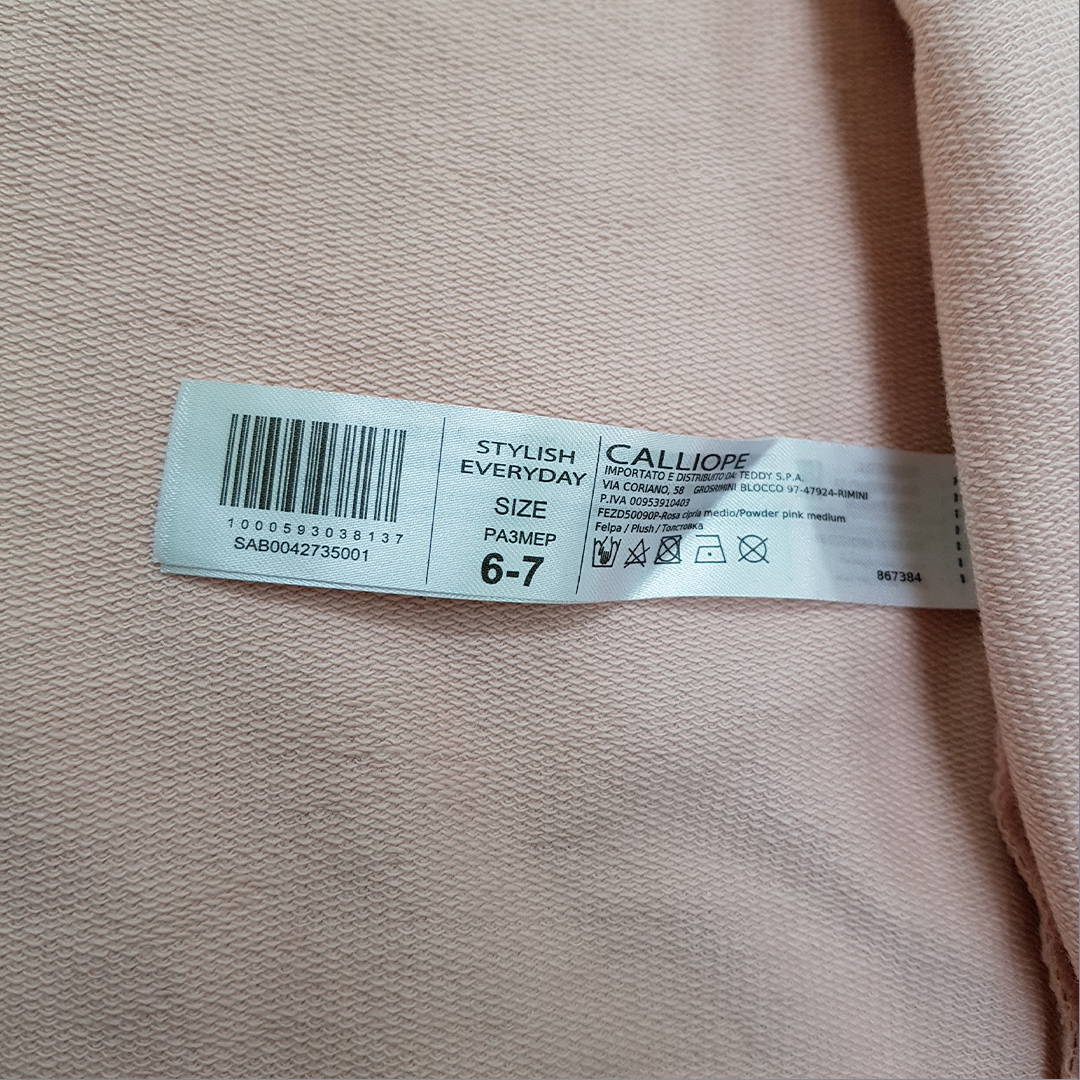 1000593038137
SAB0042735001
STYLISH
EVERYDAY
SIZE
РАЗМЕР
6-7
CALLIOPE
IMPORTATO E DISTRIBUITO DA: TEDDY S.P.A.
VIA CORIANO, 58 GROSRIMINI BLOCCO 97-47924-RIMINI
P.IVA 00953910403
FEZD50090P-Rosa cipria medio/Powder pink medium
Felpa / Plush / Толстовка
867384